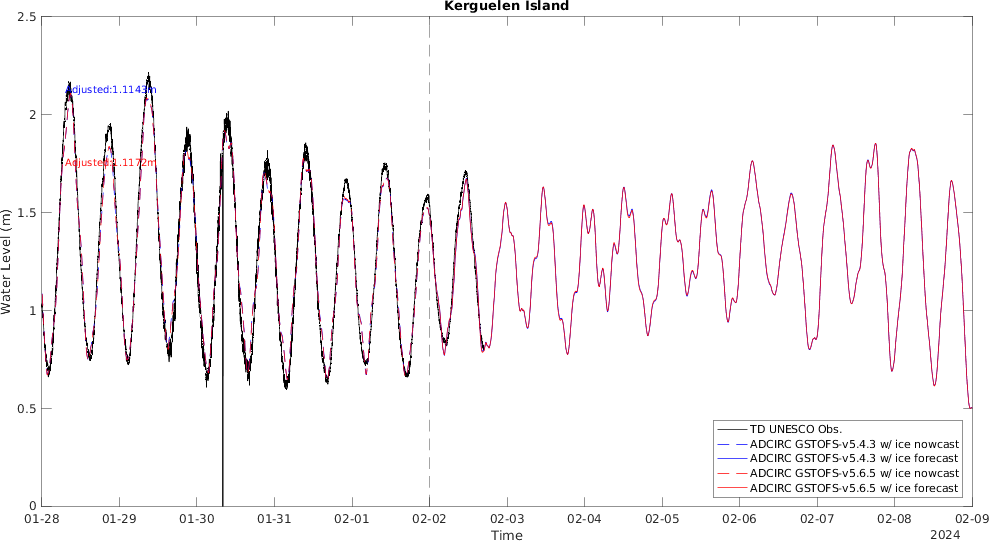 Kerguelen Island
2.5
2
1.5
1
0.5
0
Water Level (m)
Adjusted:1.1143m
Adjusted:1.1172m
TD UNESCO Obs.
ADCIRC GSTOFS-v5.4.3 w/ ice nowcast
ADCIRC GSTOFS-v5.4.3 w/ ice forecast
ADCIRC GSTOFS-v5.6.5 w/ ice nowcast
ADCIRC GSTOFS-v5.6.5 w/ ice forecast
01-28 01-29 01-30 01-31 02-01 02-02 02-03 02-04 02-05 02-06 02-07 02-08 02-09
Time
2024